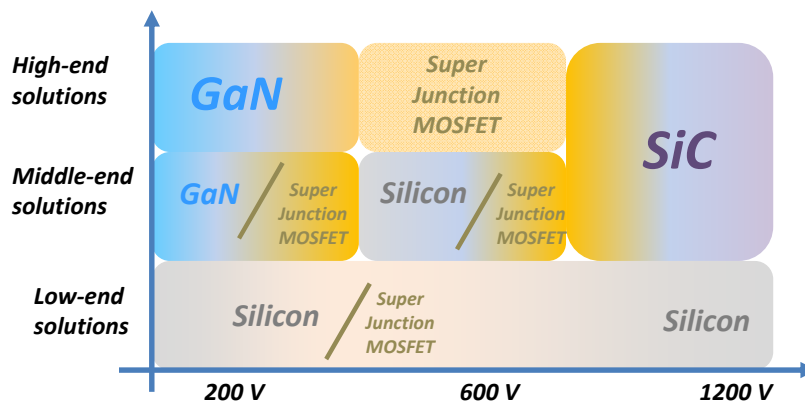 High-end
solutions
GaN
Super
Junction
MOSFET
SiC
Middle-end
solutions
GaN
Super
Junction
MOSFET
Silicon
Super
Junction
MOSFET
Low-end
solutions
Silicon
Super
Junction
MOSFET
Silicon
200 V
600 V
1200 V